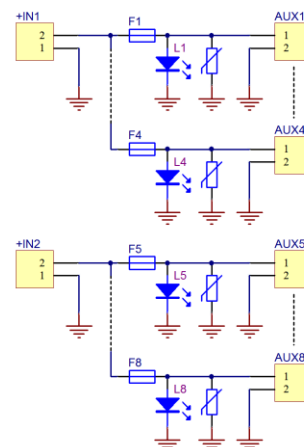 +IN1 F1 AUX1
2 1
1 L1 2
F4 AUX4
1
L4 2
+IN2 F5 AUX5
2 1
1 L5 2
F8 AUX8
1
L8 2